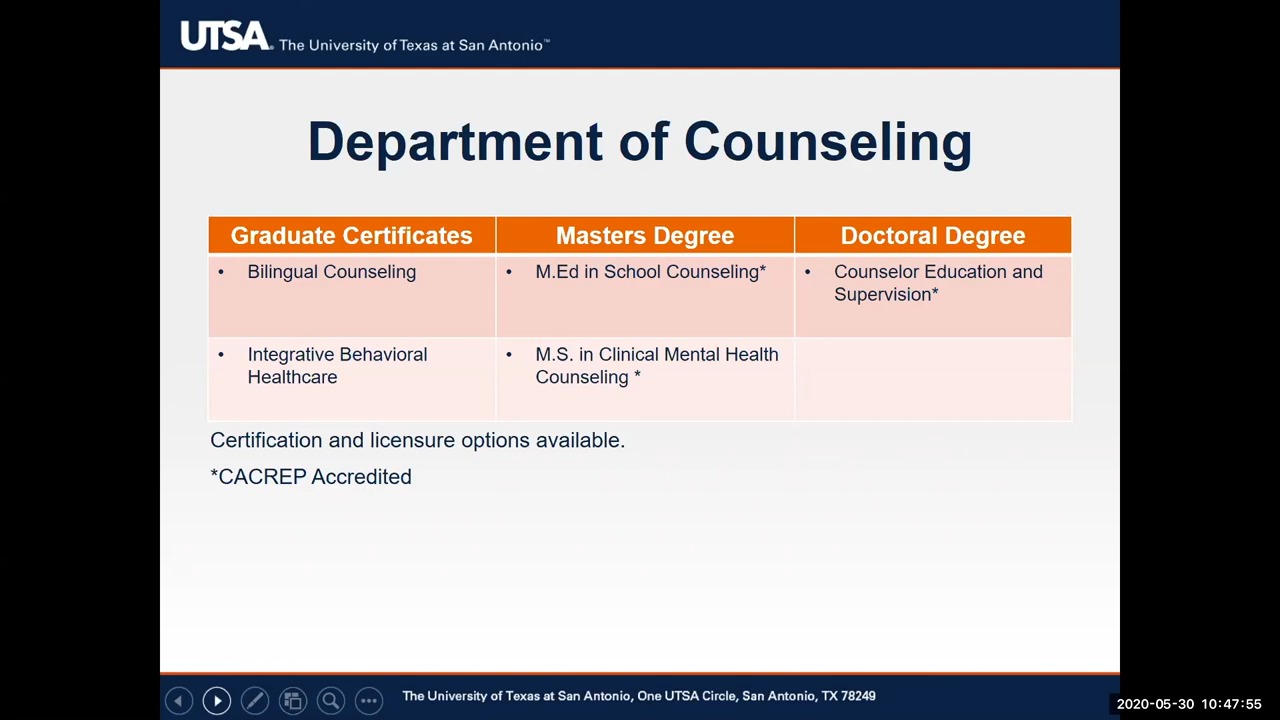 UTSA. The University of Texas at San Antonio™
Department of Counseling
Graduate Certificates
Masters Degree
Doctoral Degree
• Bilingual Counseling
• M.Ed in School Counseling*
• Counselor Education and
Supervision*
• Integrative Behavioral
Healthcare
• M.S. in Clinical Mental Health
Counseling *
Certification and licensure options available.
*CACREP Accredited
The University of Texas at San Antonio, One UTSA Circle, San Antonio, TX 78249
2020-05-30 10:47:55